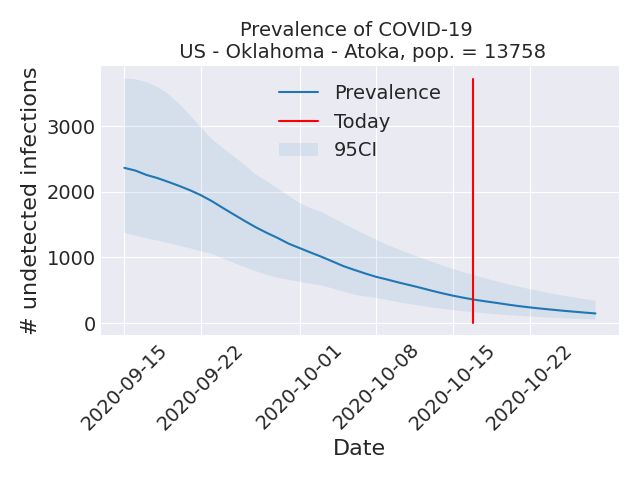 Prevalence of COVID-19
US - Oklahoma - Atoka, pop. = 13758
Prevalence
Today
95CI
# undetected infections
3000
2000
1000
0
2020-09-15
2020-09-22
2020-10-01
2020-10-08
2020-10-15
2020-10-22
Date